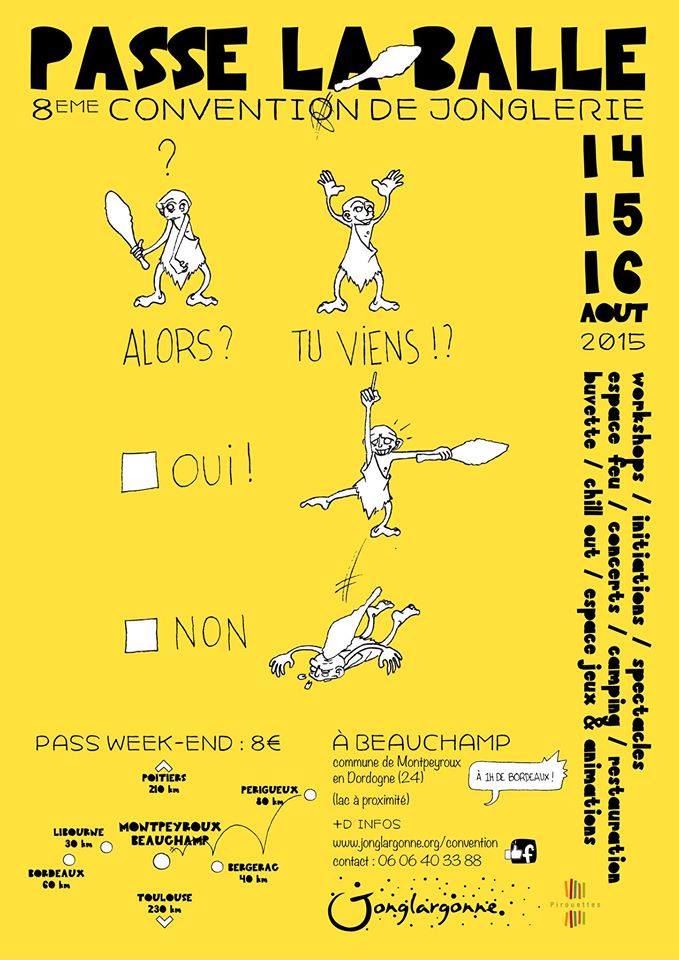 PASSE LA BALLE
8EME CONVENTION DE JONGLERIE
14
15
16
AOUT
2015
?
ALORS?
TU VIENS !?
OUI !
NON
workshops / initiations / spectacles
espace feu / concerts / camping / restauration
buvette / chill out / espace jeux & animations
PASS WEEK-END : 8€
POITIERS
210 km
PERIGUEUX
80 km
LIBOURNE
30 km
MONTPEYROUX
BEAUCHAMP
BORDEAUX
60 km
BERGERAC
40 km
TOULOUSE
230 km
À BEAUCHAMP
commune de Montpeyroux
en Dordogne (24)
(lac à proximité)
À 1H DE BORDEAUX !
+D INFOS
www.jonglargonne.org/convention
contact : 06 06 40 33 88
f
Jonglargonne.
Pirouettes